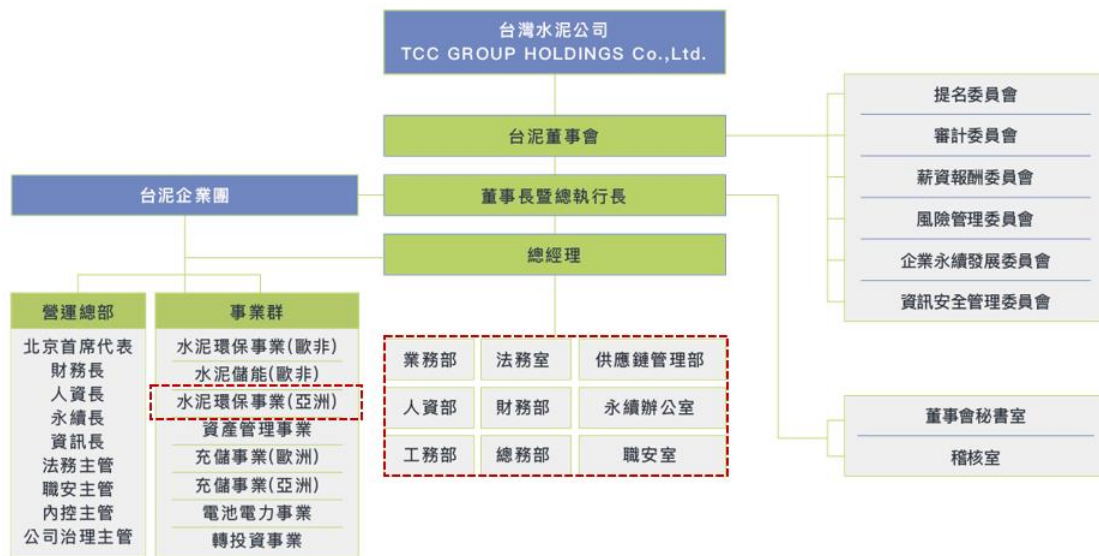 台灣水泥公司
TCC GROUP HOLDINGS Co.,Ltd.
台泥董事會
台泥企業團
董事長暨總執行長
總經理
提名委員會
審計委員會
薪資報酬委員會
風險管理委員會
企業永續發展委員會
資訊安全管理委員會
董事會秘書室
稽核室
營運總部
北京首席代表
財務長
人資長
永續長
資訊長
法務主管
職安主管
內控主管
公司治理主管
事業群
水泥環保事業(歐非)
水泥儲能(歐非)
水泥環保事業(亞洲)
資產管理事業
充儲事業(歐洲)
充儲事業(亞洲)
電池電力事業
轉投資事業
業務部
法務室
供應鏈管理部
人資部
財務部
永續辦公室
工務部
總務部
職安室